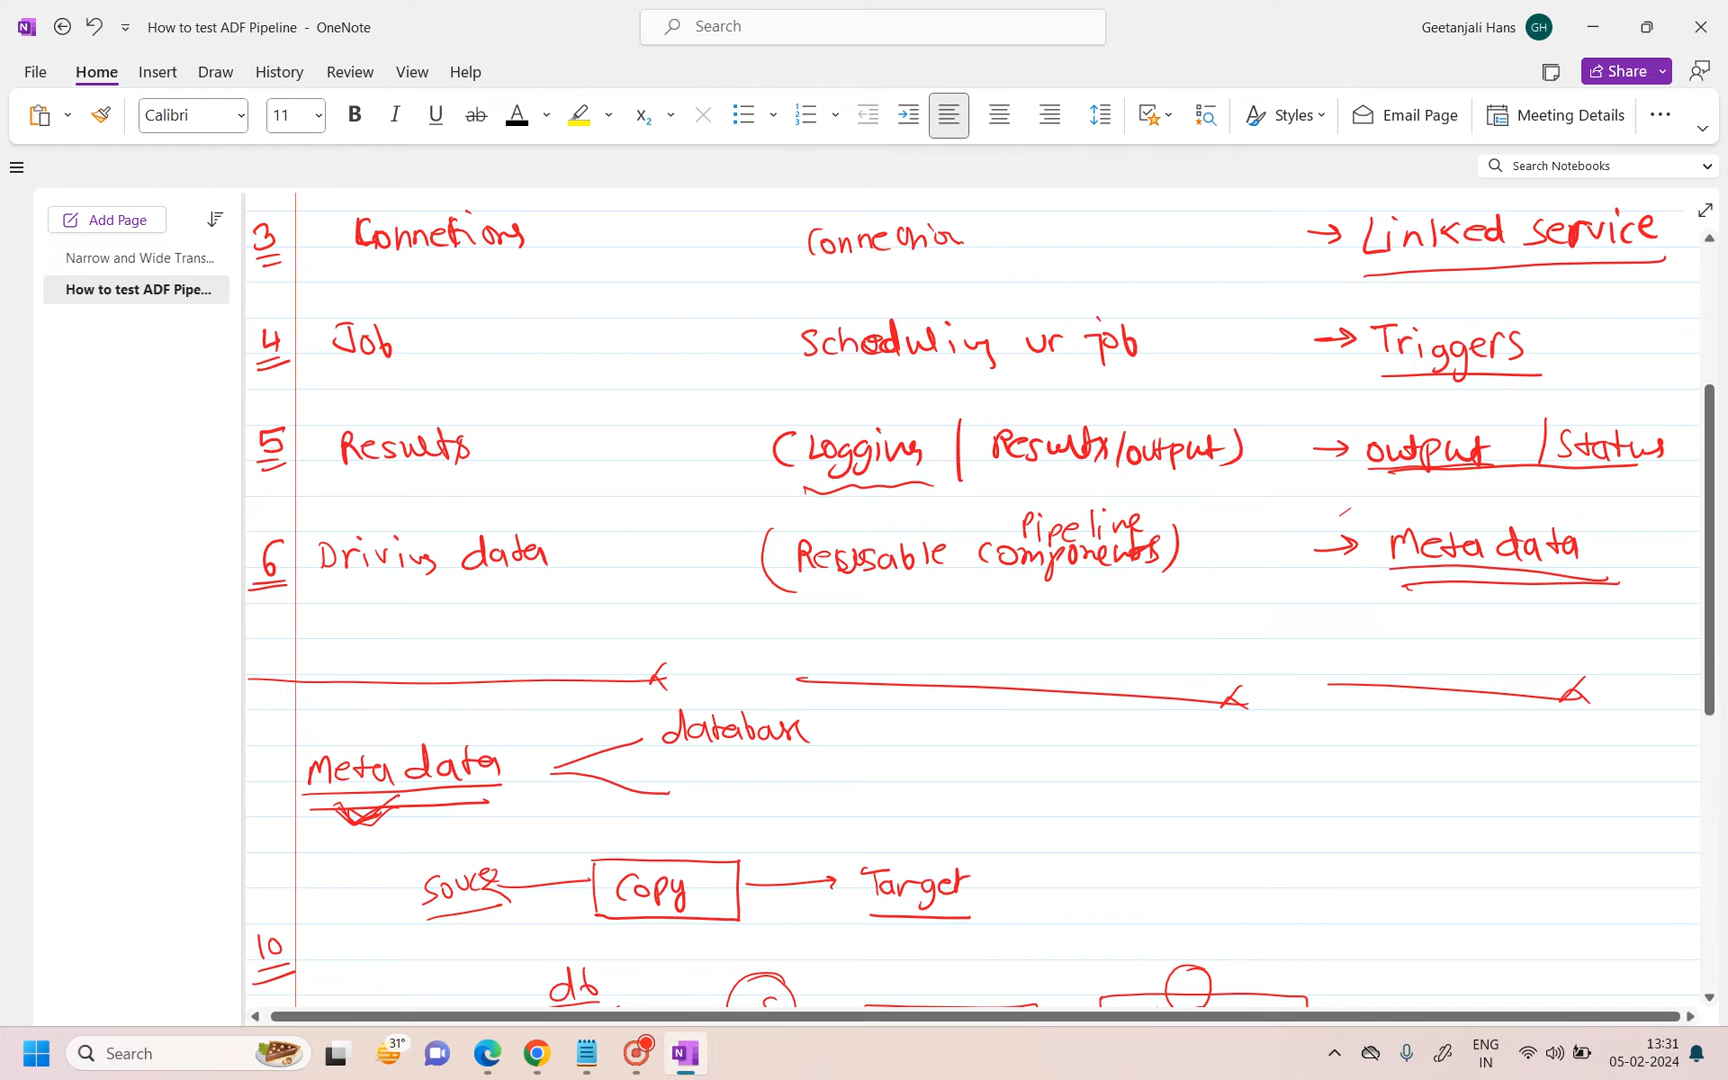 How to test ADF Pipeline - OneNote
Search
Geetanjali Hans GH
File Home Insert Draw History Review View Help
Share
Calibri 11 B I U ab A x₂ Styles Email Page Meeting Details
Search Notebooks
Add Page
Narrow and Wide Trans...
How to test ADF Pipe...
3 Connetions Connection → Linked service
4 Job Scheduling ur job → Triggers
5 Results (Logging | Results/output) → output / Status
Pipeline
6 Driving data (Resusable components) → Meta data
database
Meta data
Copy → Target
10
db
Search
31°
ENG
IN
13:31
05-02-2024